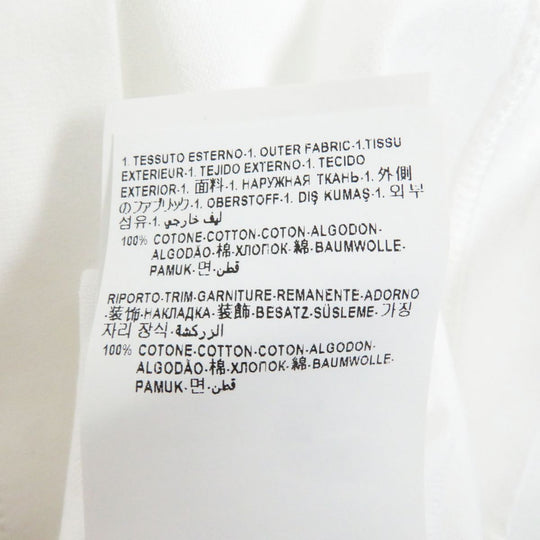 1. TESSUTO ESTERNO-1. OUTER FABRIC-1.TISSU
EXTERIEUR-1. TEJIDO EXTERNO-1. TECIDO
EXTERIOR-1. 面料-1. НАРУЖНАЯ ТКАНЬ-1. 外側
のファブリック-1. OBERSTOFF-1. DIŞ KUMAŞ-1. 외부
섬유-1. ليف خارجي
100% COTONE-COTTON-COTON-ALGODON-
ALGODÃO-棉-ХЛОПОК-綿-BAUMWOLLE-
PAMUK-면-قطن
RIPORTO-TRIM-GARNITURE-REMANENTE-ADORNO
-装饰-НАКЛАДКА-装飾-BESATZ-SÜSLEME-가장
자리 장식-الزركشة
100% COTONE-COTTON-COTON-ALGODON-
ALGODÃO-棉-ХЛОПОК-綿-BAUMWOLLE-
PAMUK-면-قطن